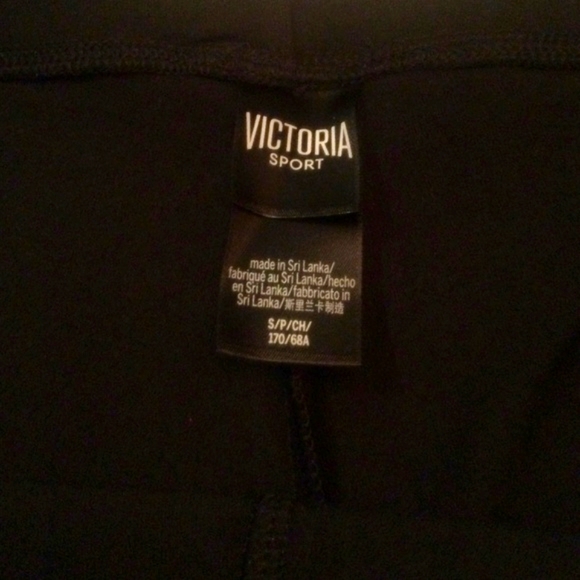 VICTORIA
SPORT
made in Sri Lanka/
fabriqué au Sri Lanka/hecho
en Sri Lanka/fabbricato in
Sri Lanka/斯里兰卡制造
S/P/CH/
170/68A